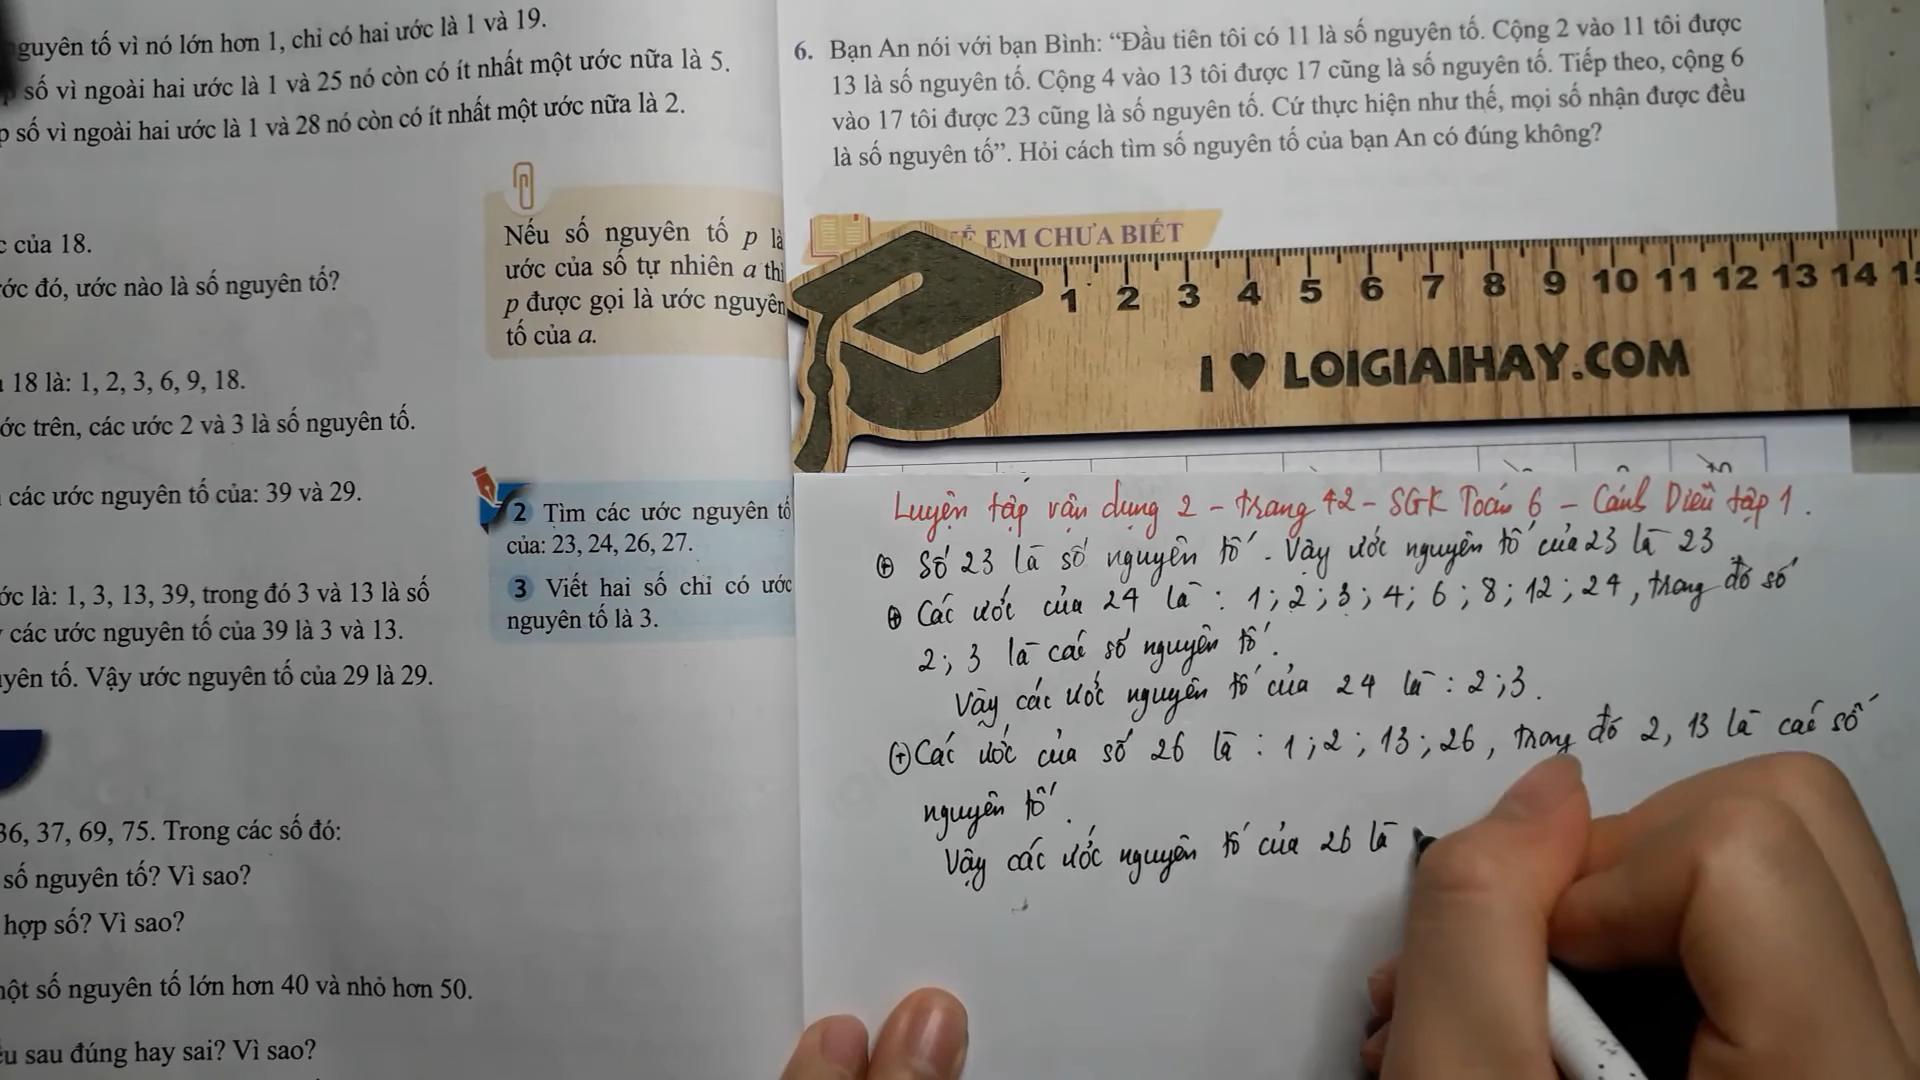 guyên tố vì nó lớn hơn 1, chỉ có hai ước là 1 và 19.
số vì ngoài hai ước là 1 và 25 nó còn có ít nhất một ước nữa là 5.
p số vì ngoài hai ước là 1 và 28 nó còn có ít nhất một ước nữa là 2.
c của 18.
ớc đó, ước nào là số nguyên tố?
18 là: 1, 2, 3, 6, 9, 18.
ớc trên, các ước 2 và 3 là số nguyên tố.
các ước nguyên tố của: 39 và 29.
ớc là: 1, 3, 13, 39, trong đó 3 và 13 là số
các ước nguyên tố của 39 là 3 và 13.
yên tố. Vậy ước nguyên tố của 29 là 29.
36, 37, 69, 75. Trong các số đó:
số nguyên tố? Vì sao?
hợp số? Vì sao?
một số nguyên tố lớn hơn 40 và nhỏ hơn 50.
u sau đúng hay sai? Vì sao?
Nếu số nguyên tố p là
ước của số tự nhiên a thì
p được gọi là ước nguyên
tố của a.
2 Tìm các ước nguyên tố
của: 23, 24, 26, 27.
3 Viết hai số chỉ có ước
nguyên tố là 3.
6. Bạn An nói với bạn Bình: “Đầu tiên tôi có 11 là số nguyên tố. Cộng 2 vào 11 tôi được
13 là số nguyên tố. Cộng 4 vào 13 tôi được 17 cũng là số nguyên tố. Tiếp theo, cộng 6
vào 17 tôi được 23 cũng là số nguyên tố. Cứ thực hiện như thế, mọi số nhận được đều
là số nguyên tố”. Hỏi cách tìm số nguyên tố của bạn An có đúng không?
EM CHƯA BIẾT
1 2 3 4 5 6 7 8 9 10 11 12 13 14 15
I ♥ LOIGIAIHAY.COM
Luyện tập vận dụng 2 - trang 42 - SGK Toán 6 - Cánh Diều tập 1.
⊕ Số 23 là số nguyên tố. Vậy ước nguyên tố của 23 là 23
⊕ Các ước của 24 là : 1 ; 2 ; 3 ; 4 ; 6 ; 8 ; 12 ; 24 , trong đó số
2 ; 3 là các số nguyên tố.
Vậy các ước nguyên tố của 24 là : 2 ; 3 .
⊕ Các ước của số 26 là : 1 ; 2 ; 13 ; 26 , trong đó 2, 13 là các số
nguyên tố .
Vậy các ước nguyên tố của 26 là